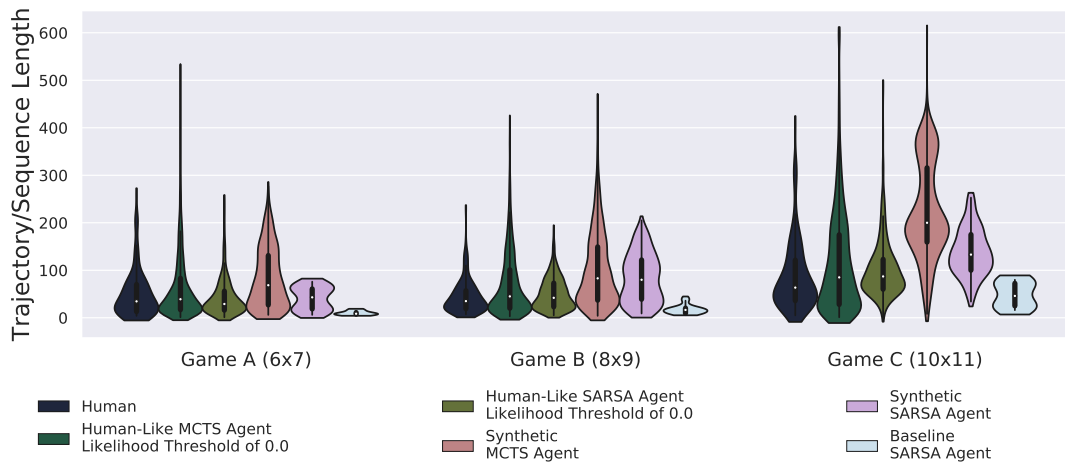 Trajectory/Sequence Length
600
500
400
300
200
100
0
Game A (6x7)
Game B (8x9)
Game C (10x11)
Human
Human-Like MCTS Agent
Likelihood Threshold of 0.0
Human-Like SARSA Agent
Likelihood Threshold of 0.0
Synthetic
MCTS Agent
Synthetic
SARSA Agent
Baseline
SARSA Agent